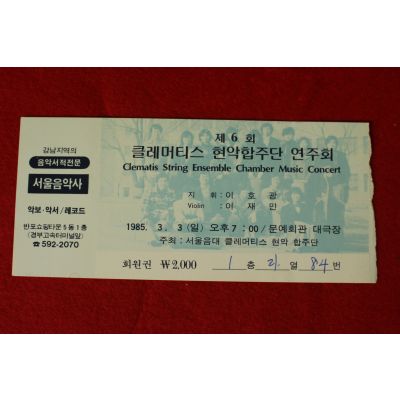 강남지역의
음악서적전문
서울음악사
악보·악서/레코드
반포쇼핑타운 5 동 1 층
(경부고속터미널앞)
☎ 592-2070
제 6 회
클레머티스 현악합주단 연주회
Clematis String Ensemble Chamber Music Concert
지 휘 : 이 호 광
Violin : 이 재 민
1985. 3. 3 (일) 오후 7 : 00 / 문예회관 대극장
주최 : 서울음대 클레머티스 현악 합주단
회원권 ₩2,000 1 층 라 열 84 번